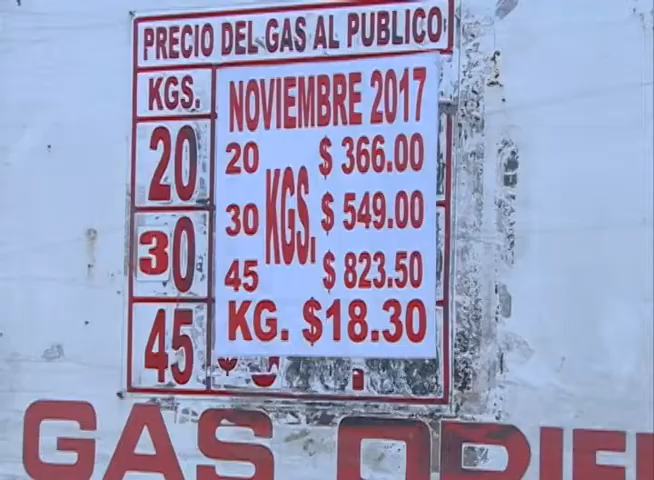 PRECIO DEL GAS AL PUBLICO
KGS.
20
30
45
NOVIEMBRE 2017
20 $ 366.00
KGS.
30 $ 549.00
45 $ 823.50
KG. $18.30
GAS